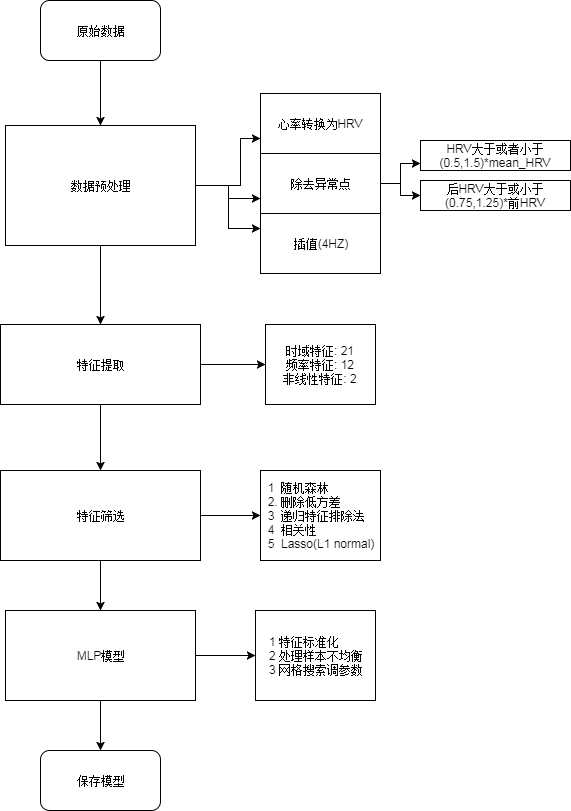 原始数据
数据预处理
心率转换为HRV
除去异常点
插值(4HZ)
HRV大于或者小于
(0.5,1.5)*mean_HRV
后HRV大于或小于
(0.75,1.25)*前HRV
特征提取
时域特征: 21
频率特征: 12
非线性特征: 2
特征筛选
1 随机森林
2. 删除低方差
3 递归特征排除法
4 相关性
5 Lasso(L1 normal)
MLP模型
1 特征标准化
2 处理样本不均衡
3 网格搜索调参数
保存模型